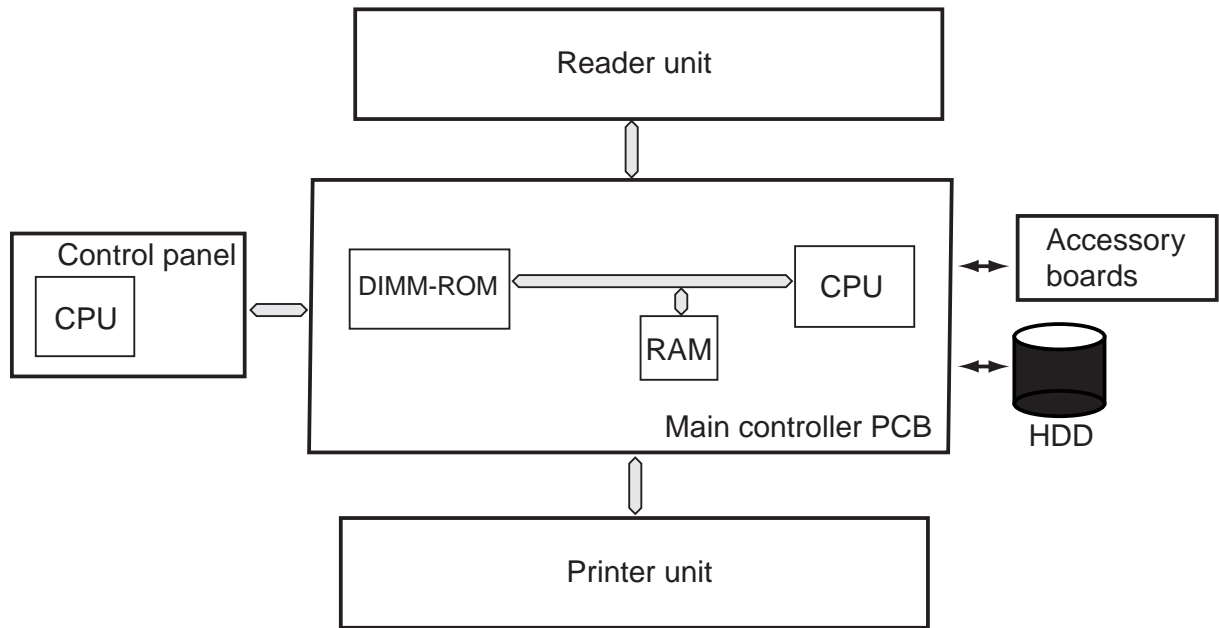 Reader unit
Control panel
CPU
DIMM-ROM
CPU
RAM
Main controller PCB
Accessory
boards
HDD
Printer unit